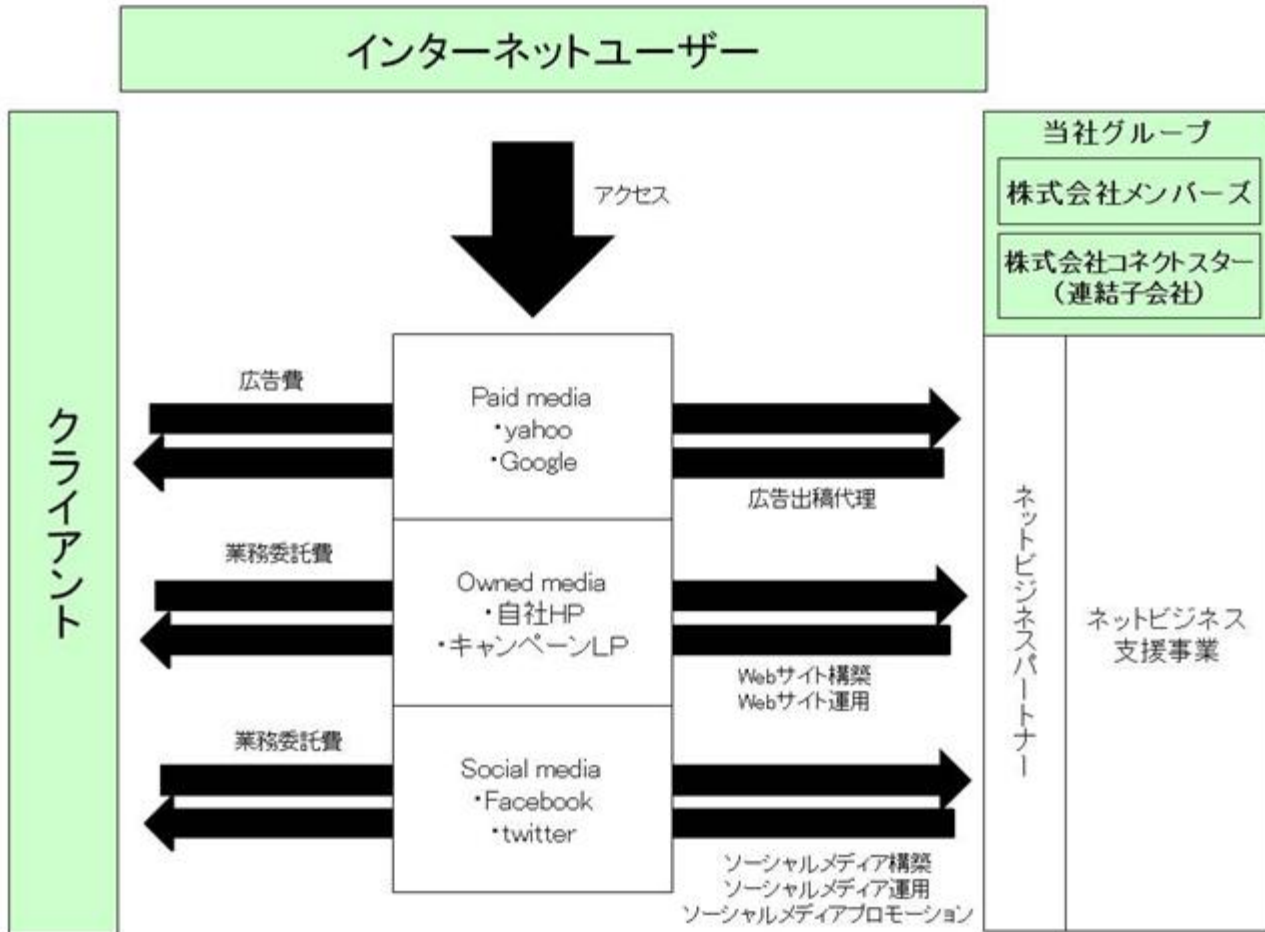 インターネットユーザー
クライアント
アクセス
当社グループ
株式会社メンバーズ
株式会社コネクトスター
(連結子会社)
広告費
Paid media
・yahoo
・Google
広告出稿代理
業務委託費
Owned media
・自社HP
・キャンペーンLP
Webサイト構築
Webサイト運用
業務委託費
Social media
・Facebook
・twitter
ソーシャルメディア構築
ソーシャルメディア運用
ソーシャルメディアプロモーション
ネットビジネスパートナー
ネットビジネス
支援事業